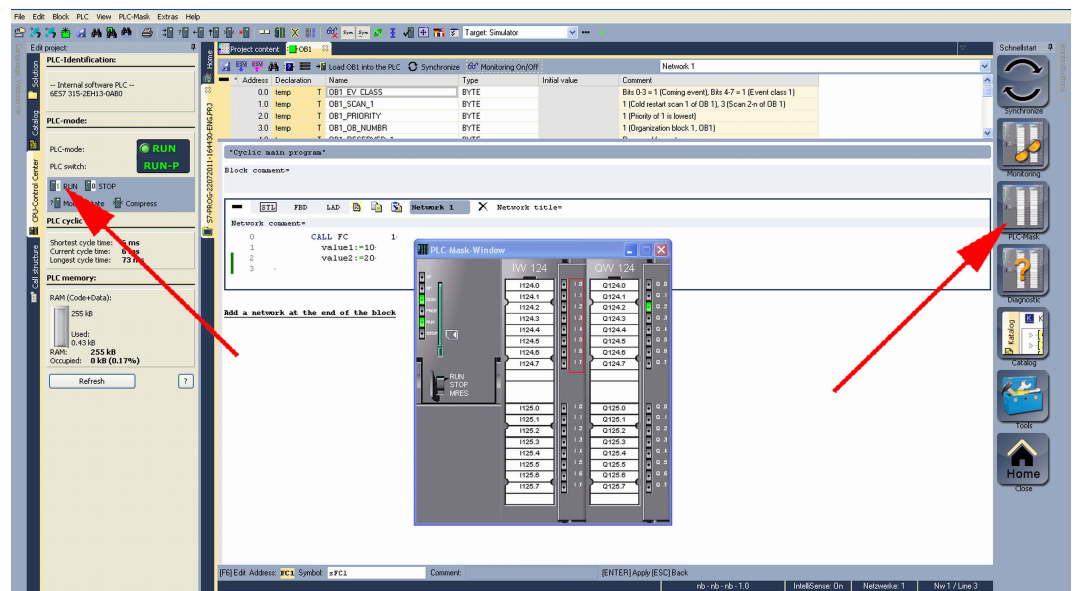 File Edit Block PLC View PLC-Mask Extras Help
Target: Simulator
Edit project
PLC-Identification:
-- Internal software PLC --
6ES7 315-2EH13-0AB0
PLC-mode:
PLC-mode: RUN
PLC switch: RUN-P
RUN STOP
Compress
PLC cyclic
Shortest cycle time:
Current cycle time:
Longest cycle time: 73 ms
PLC memory:
RAM (Code+Data):
255 kB
Used:
0.43 kB
RAM: 255 kB
Occupied: 0 kB (0.17%)
Refresh ?
Solution
Catalog
CPU-Control Center
Call structure
Home
Project content OB1
Load OB1 into the PLC Synchronize Monitoring On/Off Network 1
Address Declaration Name Type Initial value Comment
0.0 temp T OB1_EV_CLASS BYTE Bits 0-3 = 1 (Coming event), Bits 4-7 = 1 (Event class 1)
1.0 temp T OB1_SCAN_1 BYTE 1 (Cold restart scan 1 of OB 1), 3 (Scan 2-n of OB 1)
2.0 temp T OB1_PRIORITY BYTE 1 (Priority of 1 is lowest)
3.0 temp T OB1_OB_NUMBR BYTE 1 (Organization block 1, OB1)
"Cyclic main program"
Block comment=
STL FBD LAD Network 1 Network title=
Network comment=
0 CALL FC 1
1 value1:=10
2 value2:=20
3
Add a network at the end of the block
PLC-Mask-Window
IW 124 QW 124
I124.0 Q124.0
I124.1 Q124.1
I124.2 Q124.2
I124.3 Q124.3
I124.4 Q124.4
I124.5 Q124.5
I124.6 Q124.6
I124.7 Q124.7
RUN
STOP
MRES
I125.0 Q125.0
I125.1 Q125.1
I125.2 Q125.2
I125.3 Q125.3
I125.4 Q125.4
I125.5 Q125.5
I125.6 Q125.6
I125.7 Q125.7
Schnellstart
Synchronize
Monitoring
PLC-Mask
Diagnostic
Katalog
Catalog
Tools
Home
Close
[F6] Edit Address: FC1 Symbol: sFC1 Comment: [ENTER] Apply [ESC] Back
nb - nb - nb - 1.0 IntelliSense: On Netzwerke: 1 Nw 1 / Line 3